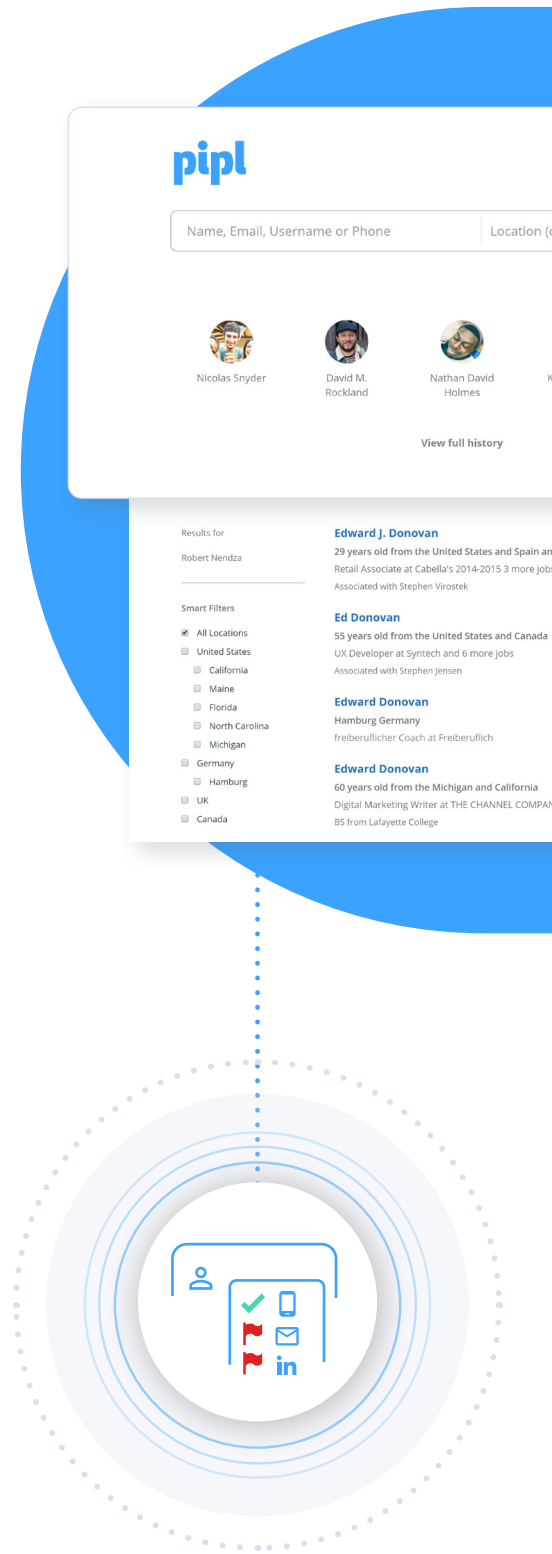 pipl
Name, Email, Username or Phone
Location (
Nicolas Snyder
David M.
Rockland
Nathan David
Holmes
K
View full history
Results for
Robert Nendza
Smart Filters
All Locations
United States
California
Maine
Florida
North Carolina
Michigan
Germany
Hamburg
UK
Canada
Edward J. Donovan
29 years old from the United States and Spain an
Retail Associate at Cabella's 2014-2015 3 more jobs
Associated with Stephen Virostek
Ed Donovan
55 years old from the United States and Canada
UX Developer at Syntech and 6 more jobs
Associated with Stephen Jensen
Edward Donovan
Hamburg Germany
freiberuflicher Coach at Freiberuflich
Edward Donovan
60 years old from the Michigan and California
Digital Marketing Writer at THE CHANNEL COMPAN
BS from Lafayette College
in